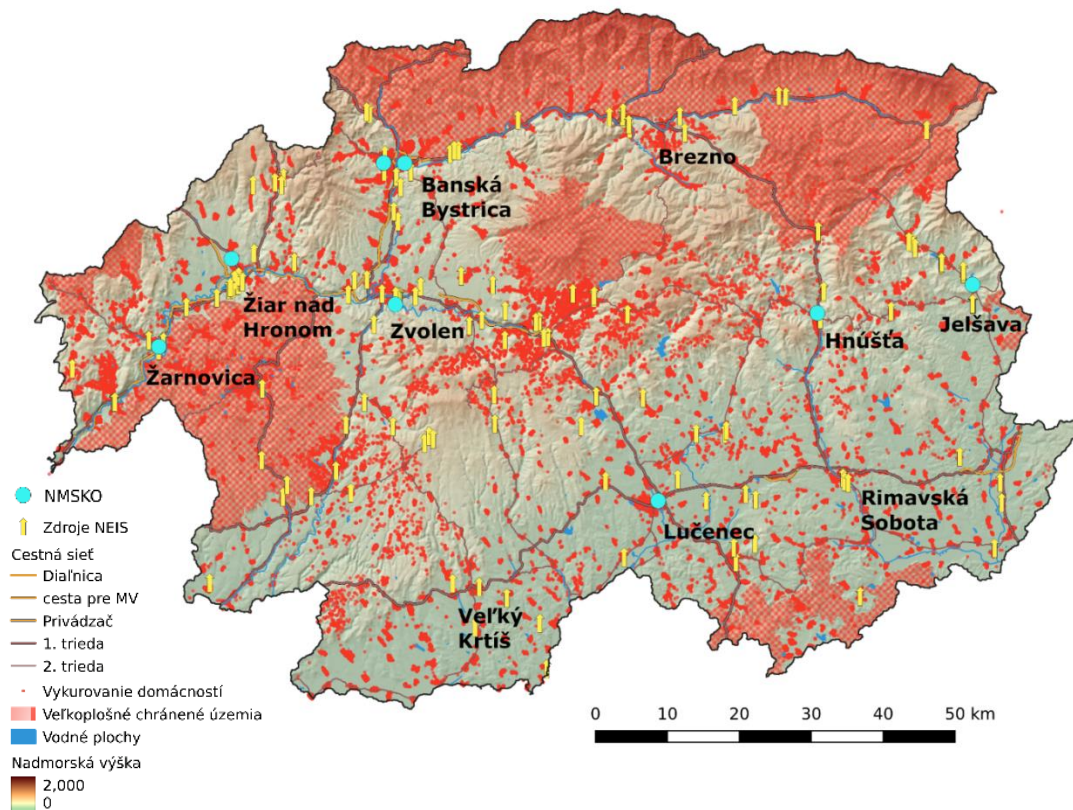 Brezno
Banská
Bystrica
Žiar nad
Hronom
Zvolen
Hnúšťa
Jelšava
Žarnovica
Rimavská
Sobota
Lučenec
Veľký
Krtíš
NMSKO
Zdroje NEIS
Cestná sieť
Diaľnica
cesta pre MV
Privádzač
1. trieda
2. trieda
Vykurovanie domácností
Veľkoplošné chránené územia
Vodné plochy
Nadmorská výška
2,000
0
0 10 20 30 40 50 km